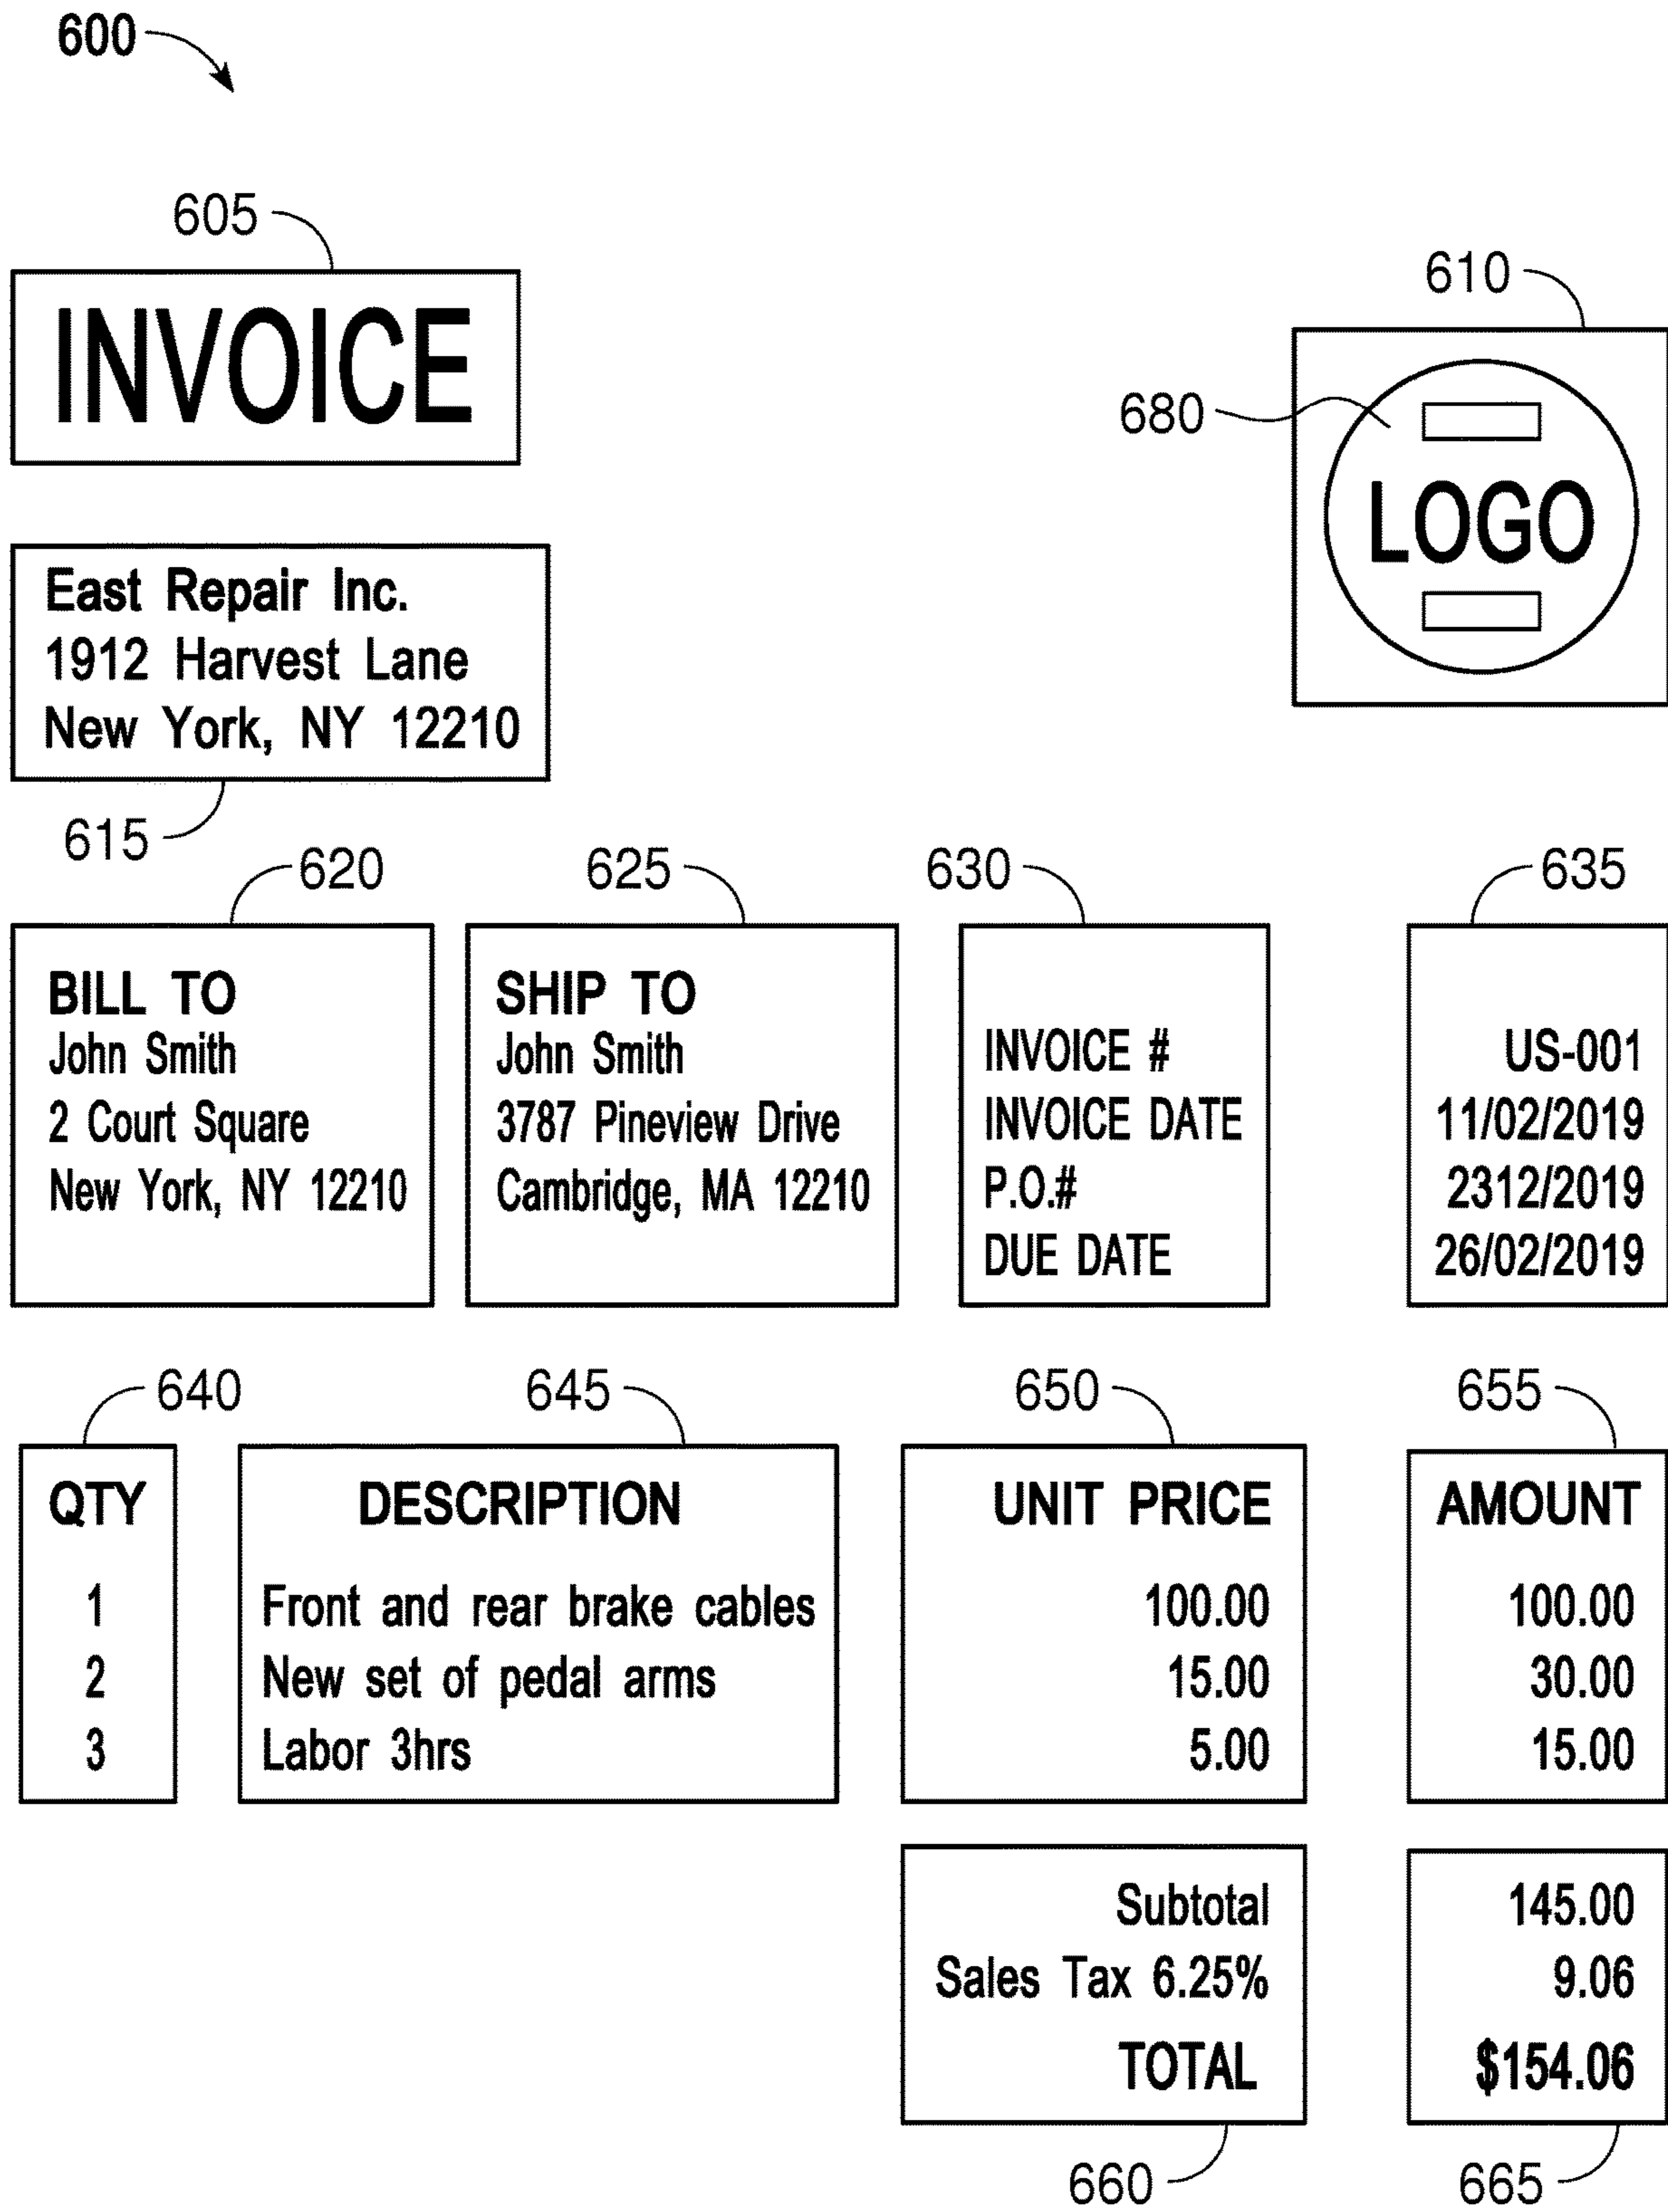 600
605
INVOICE
610
680
LOGO
East Repair Inc.
1912 Harvest Lane
New York, NY 12210
615
620
625
630
635
BILL TO
John Smith
2 Court Square
New York, NY 12210
SHIP TO
John Smith
3787 Pineview Drive
Cambridge, MA 12210
INVOICE # US-001
INVOICE DATE 11/02/2019
P.O.# 2312/2019
DUE DATE 26/02/2019
640 645 650 655
QTY DESCRIPTION UNIT PRICE AMOUNT
1 Front and rear brake cables 100.00 100.00
2 New set of pedal arms 15.00 30.00
3 Labor 3hrs 5.00 15.00
Subtotal 145.00
Sales Tax 6.25% 9.06
TOTAL $154.06
660 665